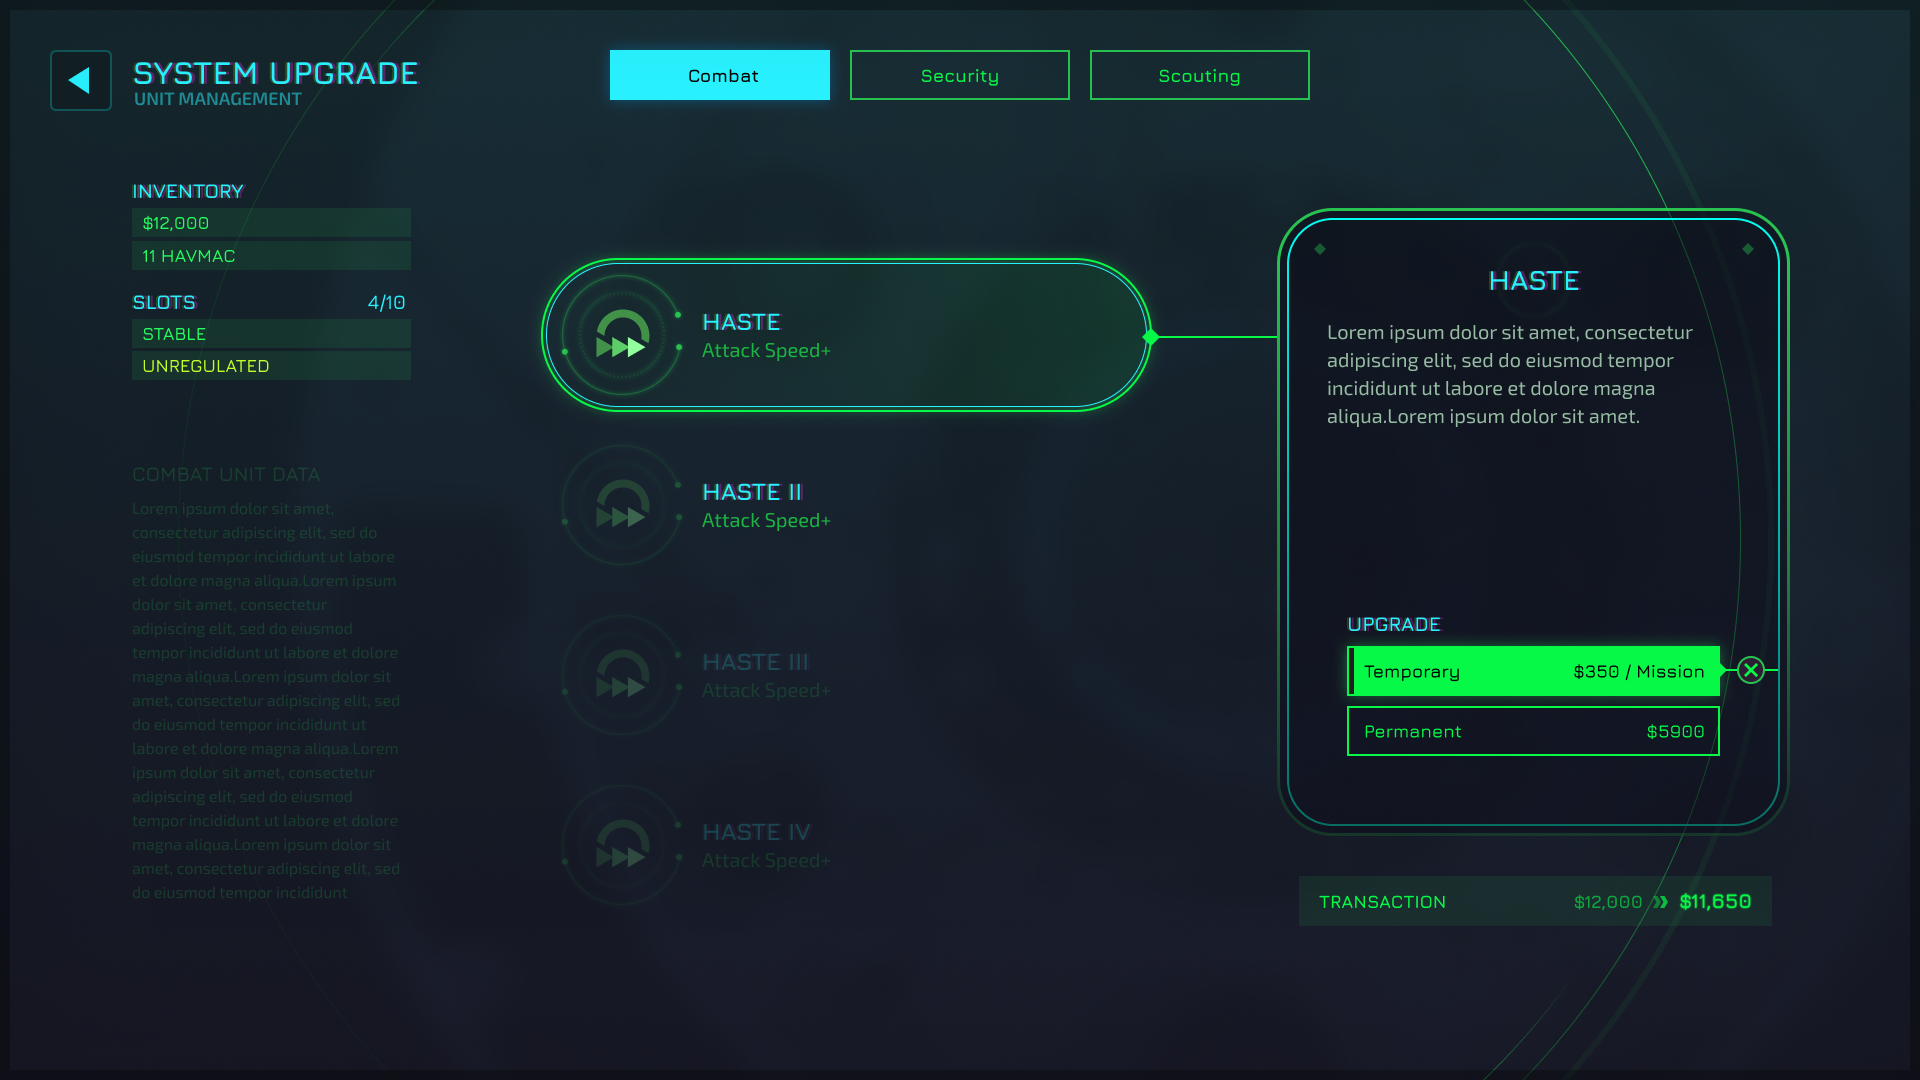 SYSTEM UPGRADE
UNIT MANAGEMENT
Combat
Security
Scouting
INVENTORY
$12,000
11 HAVMAC
SLOTS 4/10
STABLE
UNREGULATED
COMBAT UNIT DATA
Lorem ipsum dolor sit amet,
consectetur adipiscing elit, sed do
eiusmod tempor incididunt ut labore
et dolore magna aliqua.Lorem ipsum
dolor sit amet, consectetur
adipiscing elit, sed do eiusmod
tempor incididunt ut labore et dolore
magna aliqua.Lorem ipsum dolor sit
amet, consectetur adipiscing elit, sed
do eiusmod tempor incididunt ut
labore et dolore magna aliqua.Lorem
ipsum dolor sit amet, consectetur
adipiscing elit, sed do eiusmod
tempor incididunt ut labore et dolore
magna aliqua.Lorem ipsum dolor sit
amet, consectetur adipiscing elit, sed
do eiusmod tempor incididunt
HASTE
Attack Speed+
HASTE II
Attack Speed+
HASTE III
Attack Speed+
HASTE IV
Attack Speed+
HASTE
Lorem ipsum dolor sit amet, consectetur
adipiscing elit, sed do eiusmod tempor
incididunt ut labore et dolore magna
aliqua.Lorem ipsum dolor sit amet.
UPGRADE
Temporary $350 / Mission
Permanent $5900
TRANSACTION $12,000 » $11,650